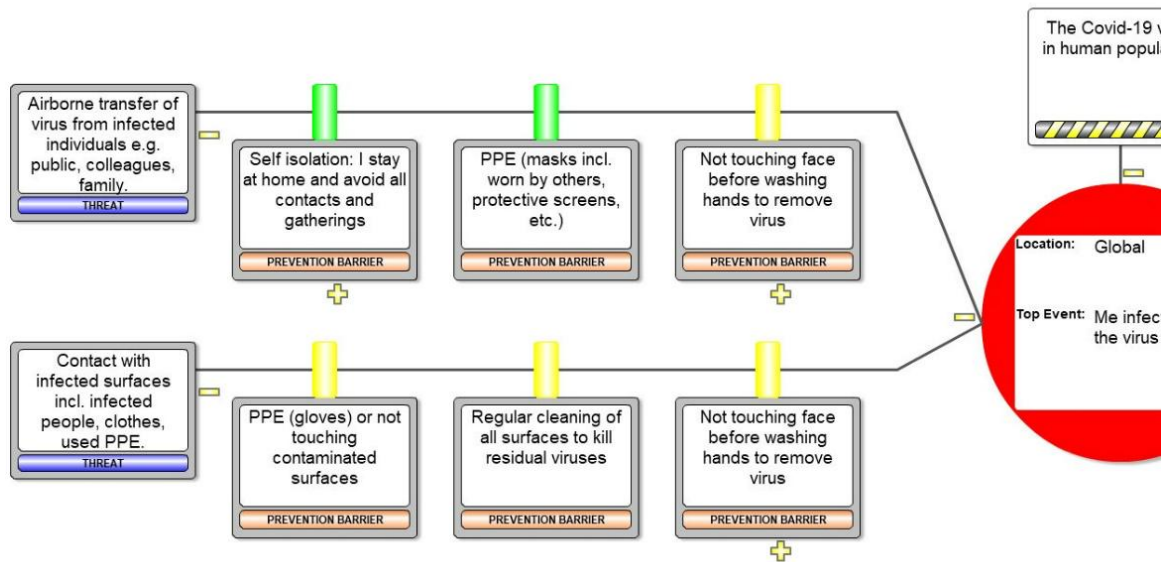 The Covid-19
in human
Airborne transfer of
virus from infected
individuals e.g.
public, colleagues,
family.
THREAT
Self isolation: I stay
at home and avoid all
contacts and
gatherings
PREVENTION BARRIER
PPE (masks incl.
worn by others,
protective screens,
etc.)
PREVENTION BARRIER
Not touching face
before washing
hands to remove
virus
PREVENTION BARRIER
Location: Global
Top Event: Me
the virus
Contact with
infected surfaces
incl. infected
people, clothes,
used PPE.
THREAT
PPE (gloves) or not
touching
contaminated
surfaces
PREVENTION BARRIER
Regular cleaning of
all surfaces to kill
residual viruses
PREVENTION BARRIER
Not touching face
before washing
hands to remove
virus
PREVENTION BARRIER